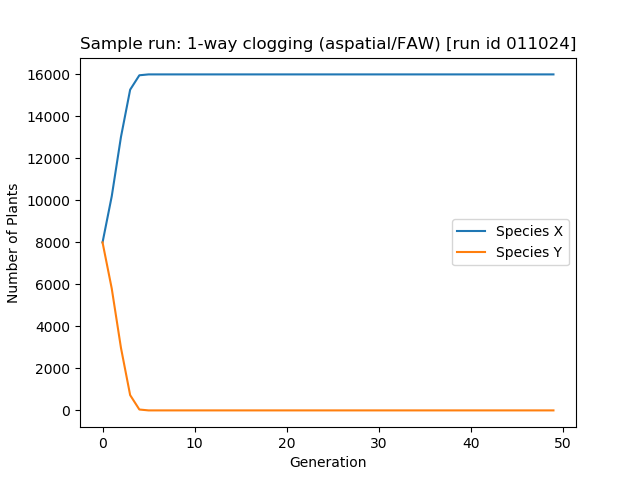 Sample run: 1-way clogging (aspatial/FAW) [run id 011024]
Number of Plants
16000
14000
12000
10000
8000
6000
4000
2000
0
Species X
Species Y
0 10 20 30 40 50
Generation